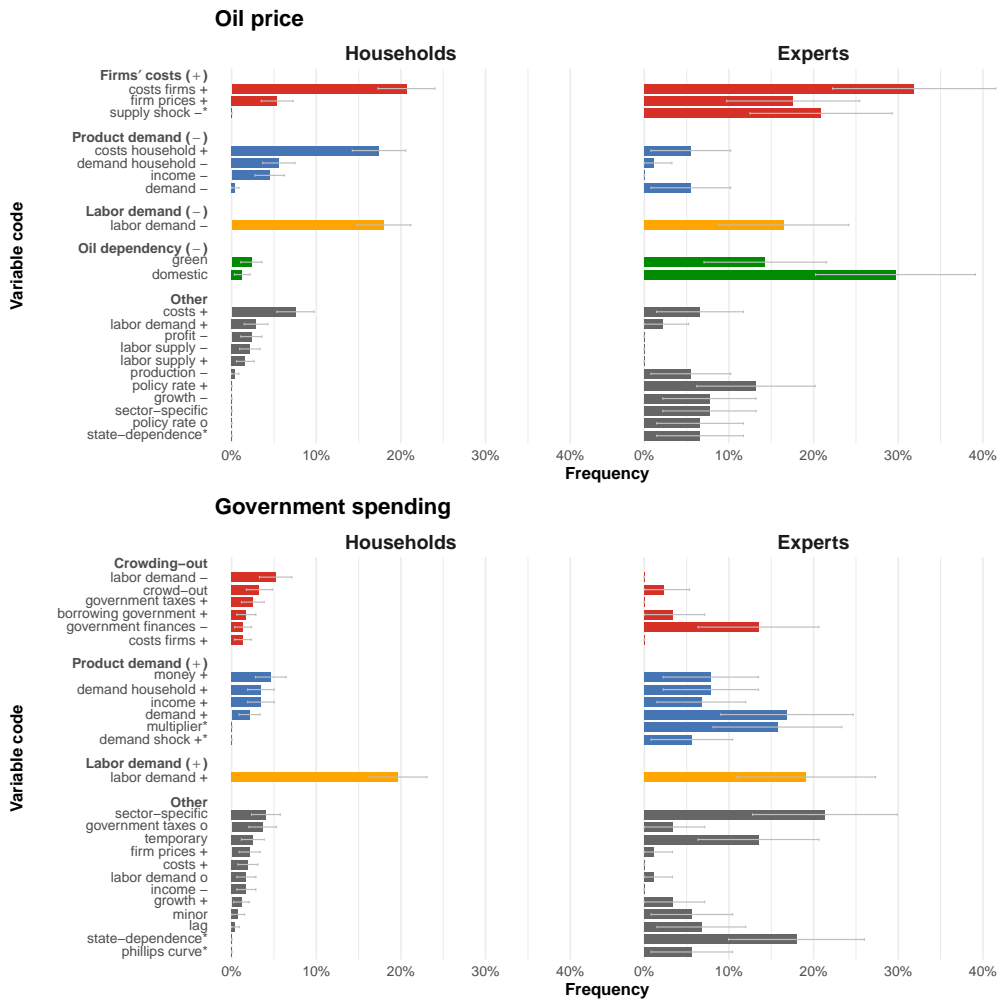 Oil price
Households
Experts
Variable code
Firms′ costs (+)
costs firms +
firm prices +
supply shock −*
Product demand (−)
costs household +
demand household −
income −
demand −
Labor demand (−)
labor demand −
Oil dependency (−)
green
domestic
Other
costs +
labor demand +
profit −
labor supply −
labor supply +
production −
policy rate +
growth −
sector−specific
policy rate o
state−dependence*
0% 10% 20% 30% 40% 0% 10% 20% 30% 40%
Frequency
Government spending
Households
Experts
Variable code
Crowding−out
labor demand −
crowd−out
government taxes +
borrowing government +
government finances −
costs firms +
Product demand (+)
money +
demand household +
income +
demand +
multiplier*
demand shock +*
Labor demand (+)
labor demand +
Other
sector−specific
government taxes o
temporary
firm prices +
costs +
labor demand o
income −
growth +
minor
lag
state−dependence*
phillips curve*
0% 10% 20% 30% 40% 0% 10% 20% 30% 40%
Frequency